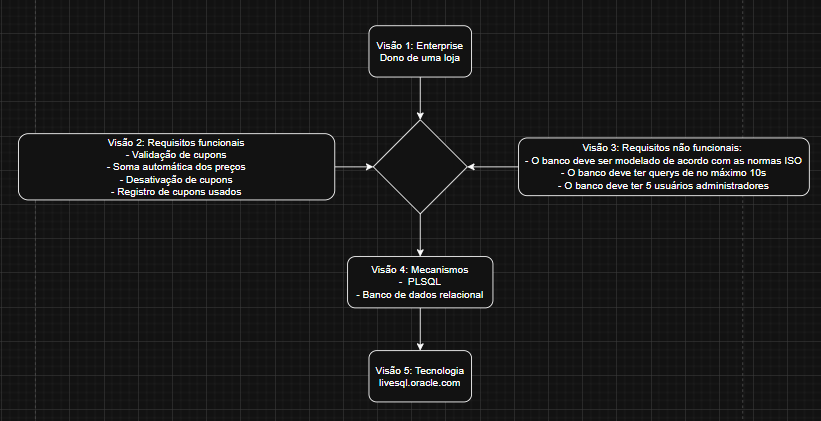 Visão 1: Enterprise
Dono de uma loja
Visão 2: Requisitos funcionais
- Validação de cupons
- Soma automática dos preços
- Desativação de cupons
- Registro de cupons usados
Visão 3: Requisitos não funcionais:
- O banco deve ser modelado de acordo com as normas ISO
- O banco deve ter querys de no máximo 10s
- O banco deve ter 5 usuários administradores
Visão 4: Mecanismos
- PLSQL
- Banco de dados relacional
Visão 5: Tecnologia
livesql.oracle.com